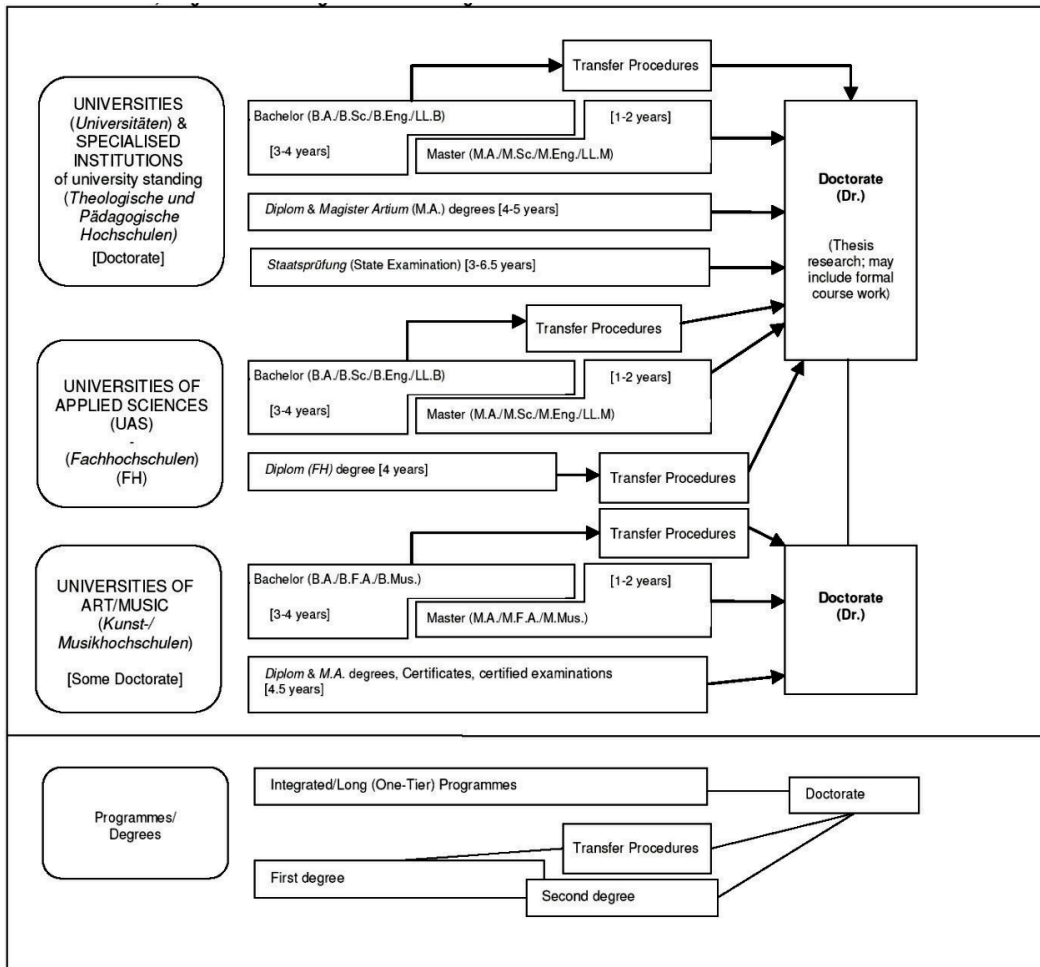 Transfer Procedures
UNIVERSITIES
(Universitäten) &
SPECIALISED
INSTITUTIONS
of university standing
(Theologische und
Pädagogische
Hochschulen)
[Doctorate]
. Bachelor (B.A./B.Sc./B.Eng./LL.B)
[3-4 years]
[1-2 years]
Master (M.A./M.Sc./M.Eng./LL.M)
Diplom & Magister Artium (M.A.) degrees [4-5 years]
Staatsprüfung (State Examination) [3-6.5 years]
Doctorate
(Dr.)
(Thesis
research; may
include formal
course work)
Transfer Procedures
UNIVERSITIES OF
APPLIED SCIENCES
(UAS)
-
(Fachhochschulen)
(FH)
. Bachelor (B.A./B.Sc./B.Eng./LL.B)
[3-4 years]
[1-2 years]
Master (M.A./M.Sc./M.Eng./LL.M)
Diplom (FH) degree [4 years]
Transfer Procedures
Transfer Procedures
UNIVERSITIES OF
ART/MUSIC
(Kunst-/
Musikhochschulen)
[Some Doctorate]
. Bachelor (B.A./B.F.A./B.Mus.)
[3-4 years]
[1-2 years]
Master (M.A./M.F.A./M.Mus.)
Diplom & M.A. degrees, Certificates, certified examinations
[4.5 years]
Doctorate
(Dr.)
Programmes/
Degrees
Integrated/Long (One-Tier) Programmes
Doctorate
Transfer Procedures
First degree
Second degree